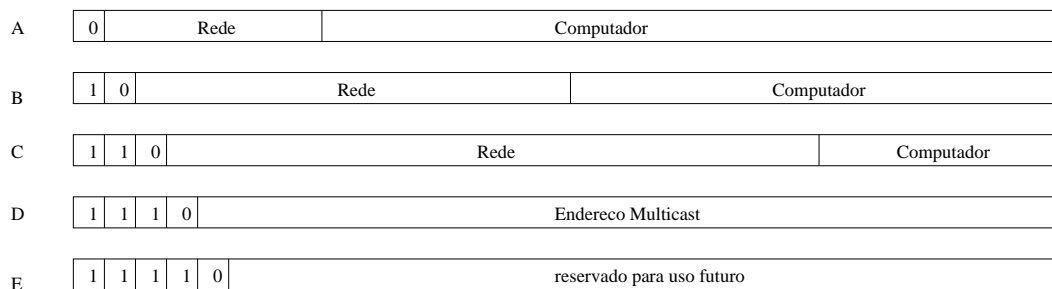 A 0 Rede Computador
B 1 0 Rede Computador
C 1 1 0 Rede Computador
D 1 1 1 0 Endereco Multicast
E 1 1 1 1 0 reservado para uso futuro